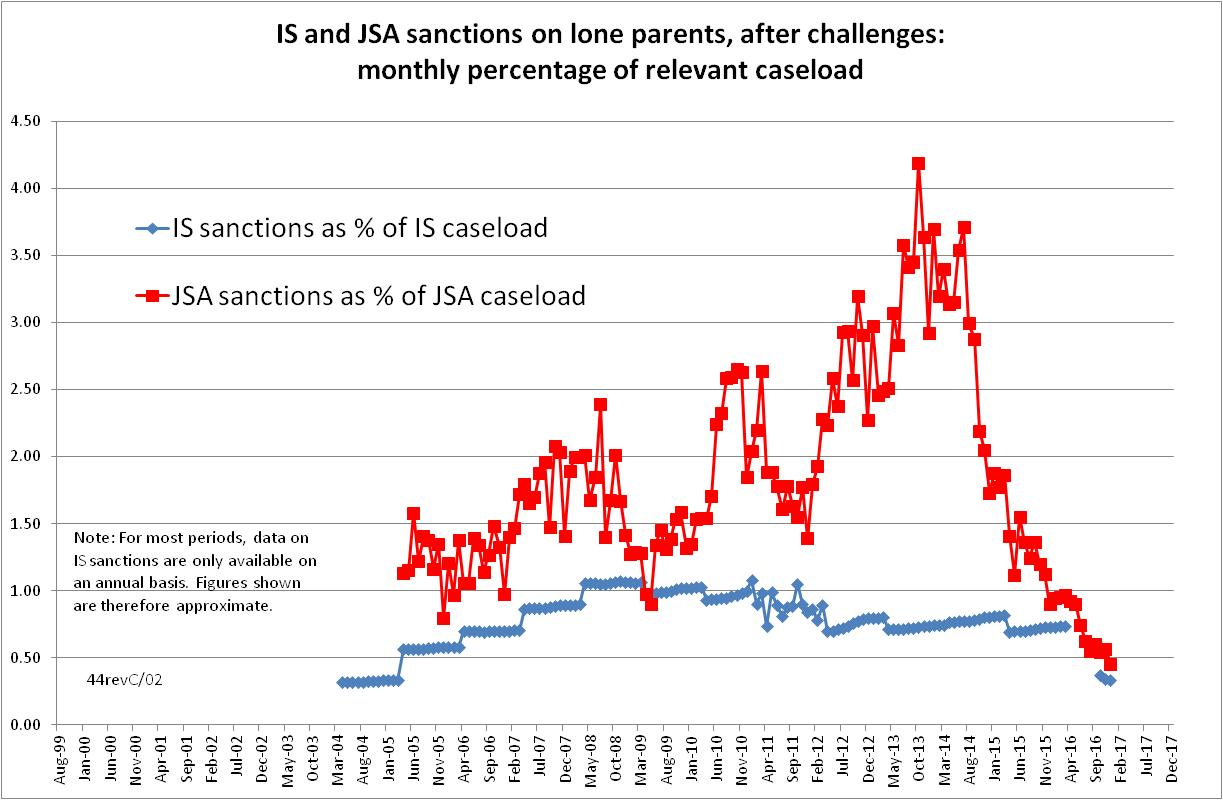 IS and JSA sanctions on lone parents, after challenges:
monthly percentage of relevant caseload
4.50
4.00
3.50
3.00
2.50
2.00
1.50
1.00
0.50
0.00
IS sanctions as % of IS caseload
JSA sanctions as % of JSA caseload
Note: For most periods, data on
IS sanctions are only available on
an annual basis. Figures shown
are therefore approximate.
44revC/02
Aug-99
Jan-00
Jun-00
Nov-00
Apr-01
Sep-01
Feb-02
Jul-02
Dec-02
May-03
Oct-03
Mar-04
Aug-04
Jan-05
Jun-05
Nov-05
Apr-06
Sep-06
Feb-07
Jul-07
Dec-07
May-08
Oct-08
Mar-09
Aug-09
Jan-10
Jun-10
Nov-10
Apr-11
Sep-11
Feb-12
Jul-12
Dec-12
May-13
Oct-13
Mar-14
Aug-14
Jan-15
Jun-15
Nov-15
Apr-16
Sep-16
Feb-17
Jul-17
Dec-17